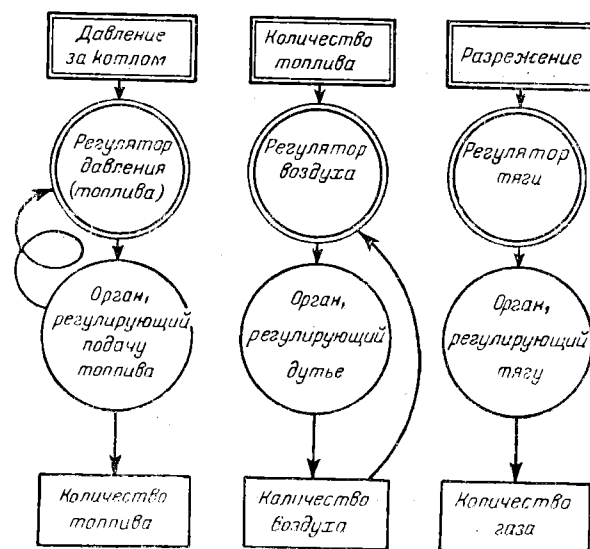 Давление
за котлом
Регулятор
давления
(топлива)
Орган,
регулирующий
подачу
топлива
Количество
топлива
Количество
топлива
Регулятор
воздуха
Орган,
регулирующий
дутье
Количество
воздуха
Разрежение
Регулятор
тяги
Орган,
регулирующий
тягу
Количество
газа